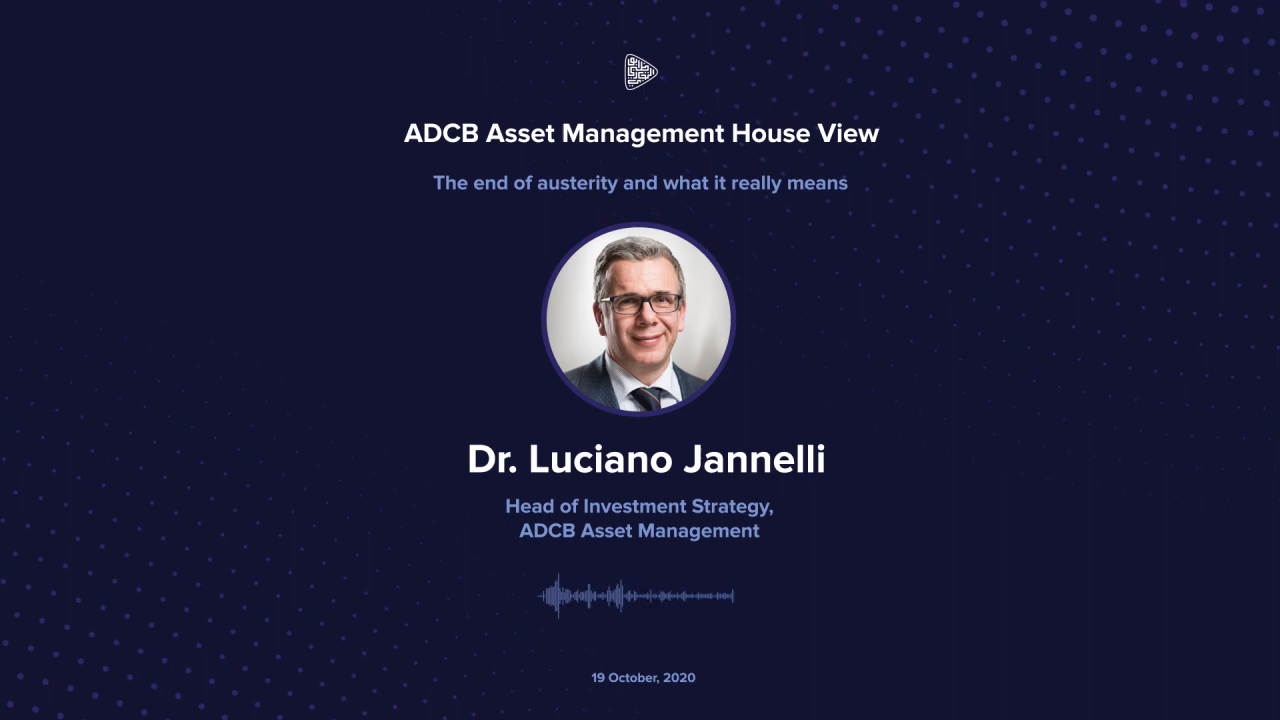 ADCB Asset Management House View
The end of austerity and what it really means
Dr. Luciano Jannelli
Head of Investment Strategy,
ADCB Asset Management
19 October, 2020